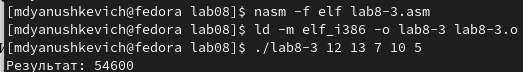 [mdyanushkevich@fedora lab08]$ nasm -f elf lab8-3.asm
[mdyanushkevich@fedora lab08]$ ld -m elf_i386 -o lab8-3 lab8-3.o
[mdyanushkevich@fedora lab08]$ ./lab8-3 12 13 7 10 5
Результат: 54600